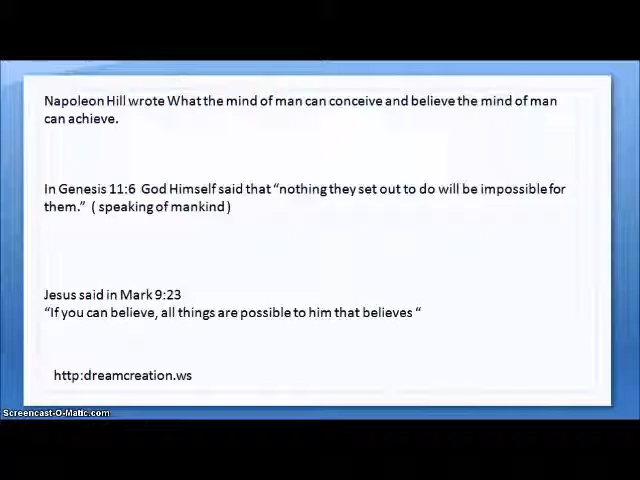 Napoleon Hill wrote What the mind of man can conceive and believe the mind of man
can achieve.
In Genesis 11:6 God Himself said that “nothing they set out to do will be impossible for
them.” ( speaking of mankind )
Jesus said in Mark 9:23
“If you can believe, all things are possible to him that believes “
http:dreamcreation.ws
Screencast-O-Matic.com